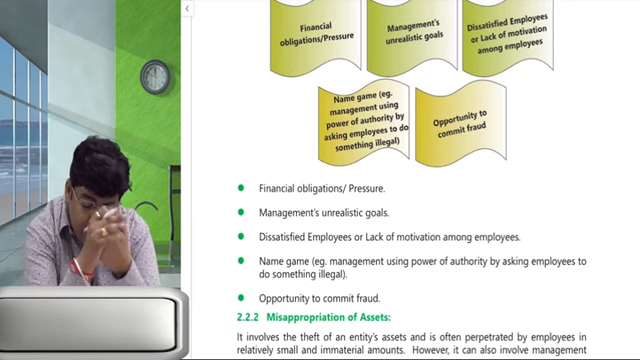 Financial
obligations/Pressure
Management's
unrealistic goals
Dissatisfied Employees
or Lack of motivation
among employees
Name game (eg.
management using
power of authority by
asking employees to do
something illegal)
Opportunity to
commit fraud
Financial obligations/ Pressure.
Management's unrealistic goals.
Dissatisfied Employees or Lack of motivation among employees.
Name game (eg. management using power of authority by asking employees to
do something illegal).
Opportunity to commit fraud.
2.2.2 Misappropriation of Assets:
It involves the theft of an entity's assets and is often perpetrated by employees in
relatively small and immaterial amounts. However, it can also involve management